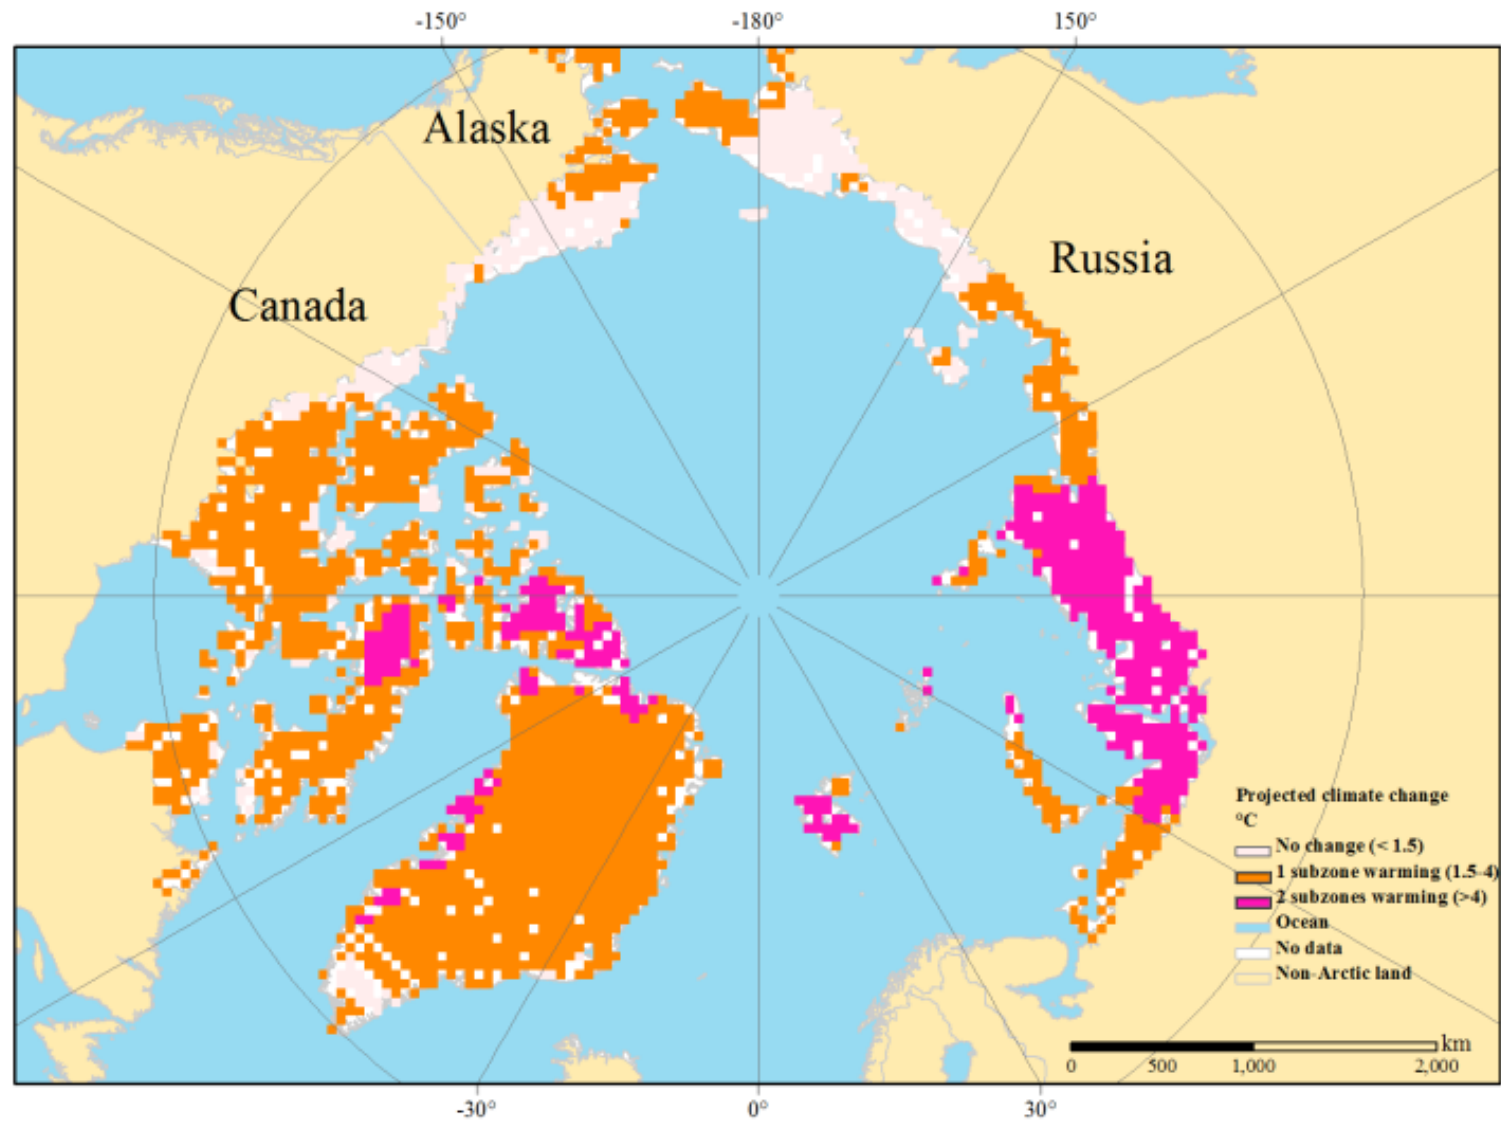 -150° -180° 150°
Alaska
Russia
Canada
Projected climate change
°C
No change (< 1.5)
1 subzone warming (1.5-4)
2 subzones warming (>4)
Ocean
No data
Non-Arctic land
km
0 500 1,000 2,000
-30° 0° 30°